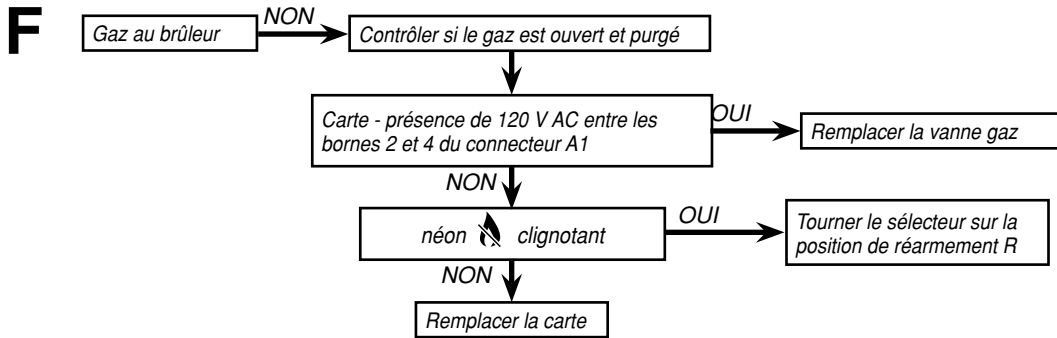 F
Gaz au brûleur
NON
Contrôler si le gaz est ouvert et purgé
Carte - présence de 120 V AC entre les
bornes 2 et 4 du connecteur A1
OUI
Remplacer la vanne gaz
NON
néon clignotant
OUI
Tourner le sélecteur sur la
position de réarmement R
NON
Remplacer la carte